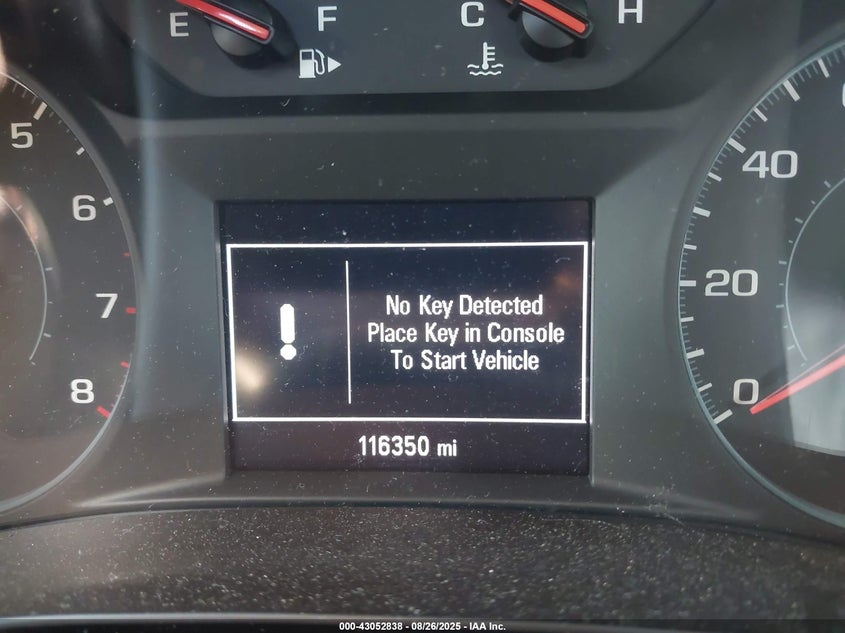 E F C H
5
6
7
8
40
20
0
No Key Detected
Place Key in Console
To Start Vehicle
116350 mi
000-43052838 - 08/26/2025 - IAA Inc.